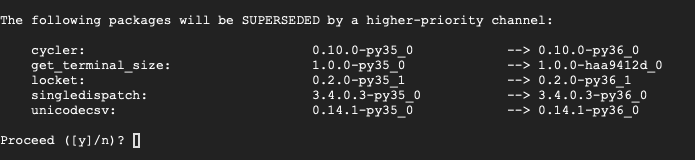 The following packages will be SUPERSEDED by a higher-priority channel:
cycler: 0.10.0-py35_0 --> 0.10.0-py36_0
get_terminal_size: 1.0.0-py35_0 --> 1.0.0-haa9412d_0
locket: 0.2.0-py35_1 --> 0.2.0-py36_1
singledispatch: 3.4.0.3-py35_0 --> 3.4.0.3-py36_0
unicodecsv: 0.14.1-py35_0 --> 0.14.1-py36_0
Proceed ([y]/n)?